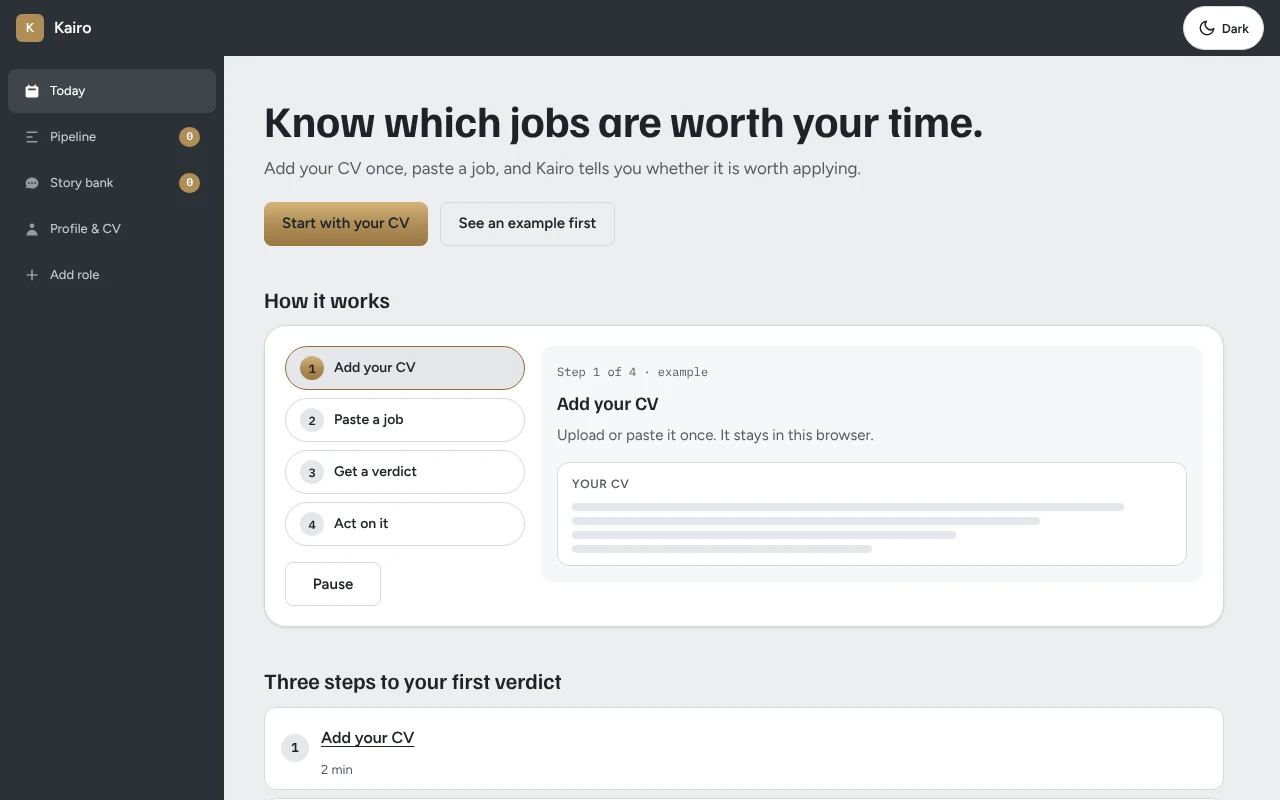 K Kairo
Dark
Today
Pipeline 0
Story bank 0
Profile & CV
Add role
Know which jobs are worth your time.
Add your CV once, paste a job, and Kairo tells you whether it is worth applying.
Start with your CV
See an example first
How it works
1 Add your CV
2 Paste a job
3 Get a verdict
4 Act on it
Pause
Step 1 of 4 · example
Add your CV
Upload or paste it once. It stays in this browser.
YOUR CV
Three steps to your first verdict
1 Add your CV
2 min